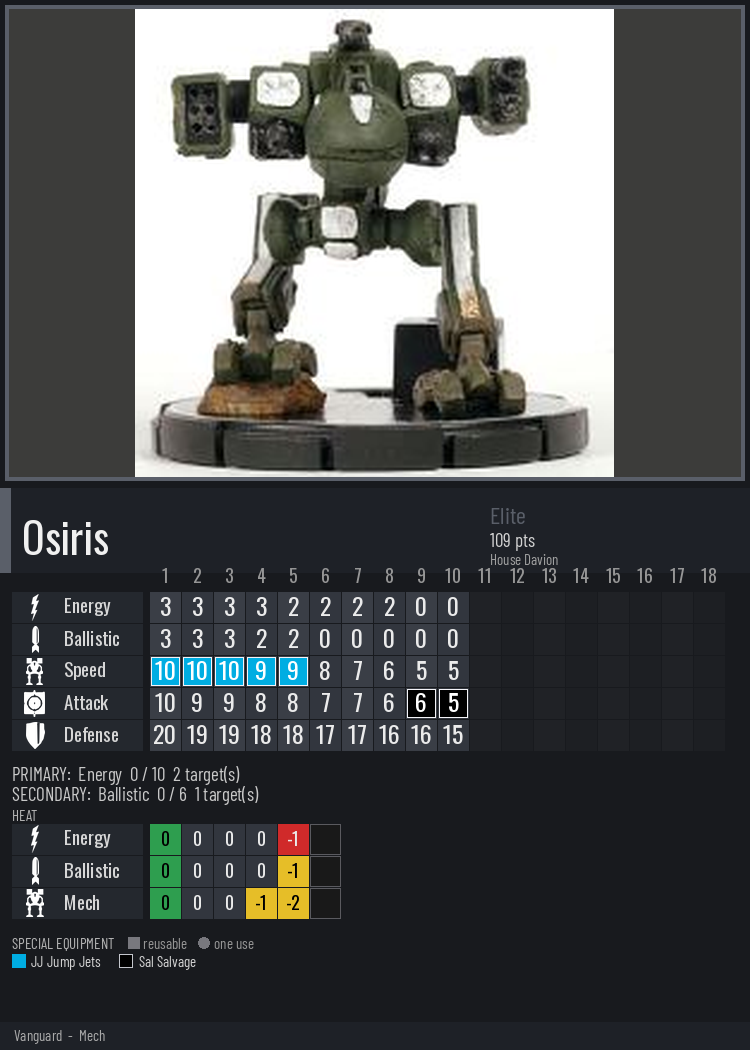 Osiris
Elite
109 pts
House Davion
1 2 3 4 5 6 7 8 9 10 11 12 13 14 15 16 17 18
Energy 3 3 3 3 2 2 2 2 0 0
Ballistic 3 3 3 2 2 0 0 0 0 0
Speed 10 10 10 9 9 8 7 6 5 5
Attack 10 9 9 8 8 7 7 6 6 5
Defense 20 19 19 18 18 17 17 16 16 15
PRIMARY: Energy 0 / 10 2 target(s)
SECONDARY: Ballistic 0 / 6 1 target(s)
HEAT
Energy 0 0 0 0 -1
Ballistic 0 0 0 0 -1
Mech 0 0 0 -1 -2
SPECIAL EQUIPMENT reusable one use
JJ Jump Jets Sal Salvage
Vanguard - Mech